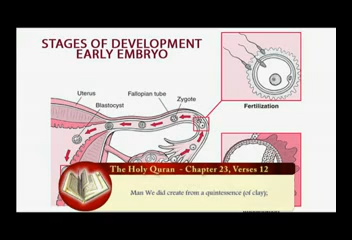 STAGES OF DEVELOPMENT
EARLY EMBRYO
Uterus
Blastocyst
Fallopian tube
Zygote
Fertilization
The Holy Quran - Chapter 23, Verses 12
Man We did create from a quintessence (of clay);